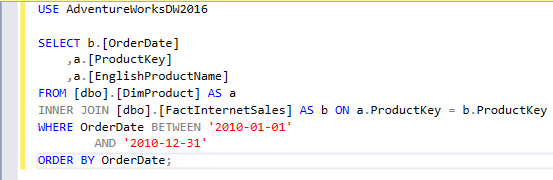 USE AdventureWorksDW2016
SELECT b.[OrderDate]
,a.[ProductKey]
,a.[EnglishProductName]
FROM [dbo].[DimProduct] AS a
INNER JOIN [dbo].[FactInternetSales] AS b ON a.ProductKey = b.ProductKey
WHERE OrderDate BETWEEN '2010-01-01'
AND '2010-12-31'
ORDER BY OrderDate;